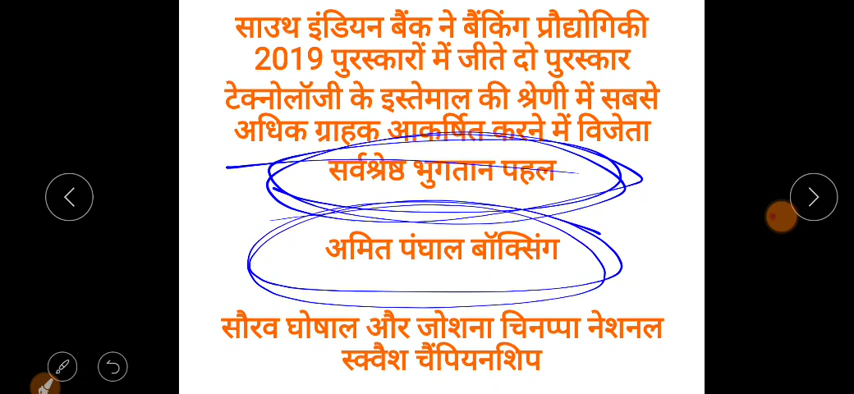 साउथ इंडियन बैंक ने बैंकिंग प्रौद्योगिकी
2019 पुरस्कारों में जीते दो पुरस्कार
टेक्नोलॉजी के इस्तेमाल की श्रेणी में सबसे
अधिक ग्राहक आकर्षित करने में विजेता
सर्वश्रेष्ठ भुगतान पहल
अमित पंघाल बॉक्सिंग
सौरव घोषाल और जोशना चिनप्पा नेशनल
स्क्वैश चैंपियनशिप